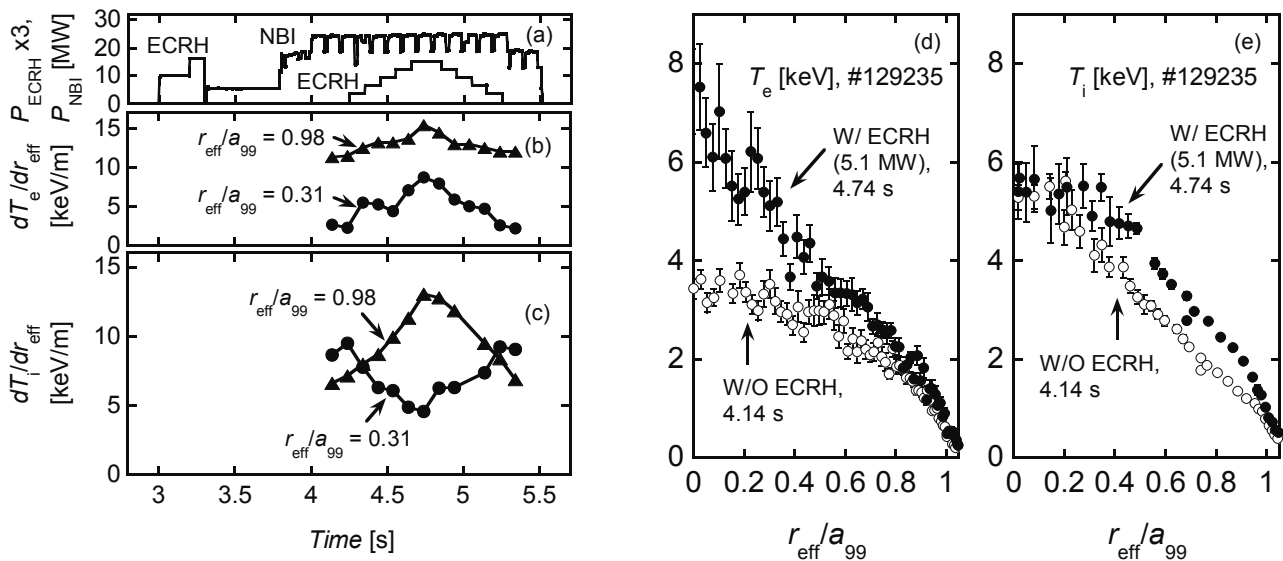 P_ECRH x3,
P_NBI [MW]
30
20
10
0
ECRH
NBI
ECRH
(a)
dT_e/dr_eff
[keV/m]
15
10
5
0
r_eff/a_99 = 0.98
r_eff/a_99 = 0.31
(b)
dT_i/dr_eff
[keV/m]
15
10
5
0
r_eff/a_99 = 0.98
r_eff/a_99 = 0.31
(c)
3 3.5 4 4.5 5 5.5
Time [s]
(d)
T_e [keV], #129235
W/ ECRH
(5.1 MW),
4.74 s
W/O ECRH,
4.14 s
8
6
4
2
0
0 0.2 0.4 0.6 0.8 1
r_eff/a_99
(e)
T_i [keV], #129235
W/ ECRH
(5.1 MW),
4.74 s
W/O ECRH,
4.14 s
8
6
4
2
0
0 0.2 0.4 0.6 0.8 1
r_eff/a_99